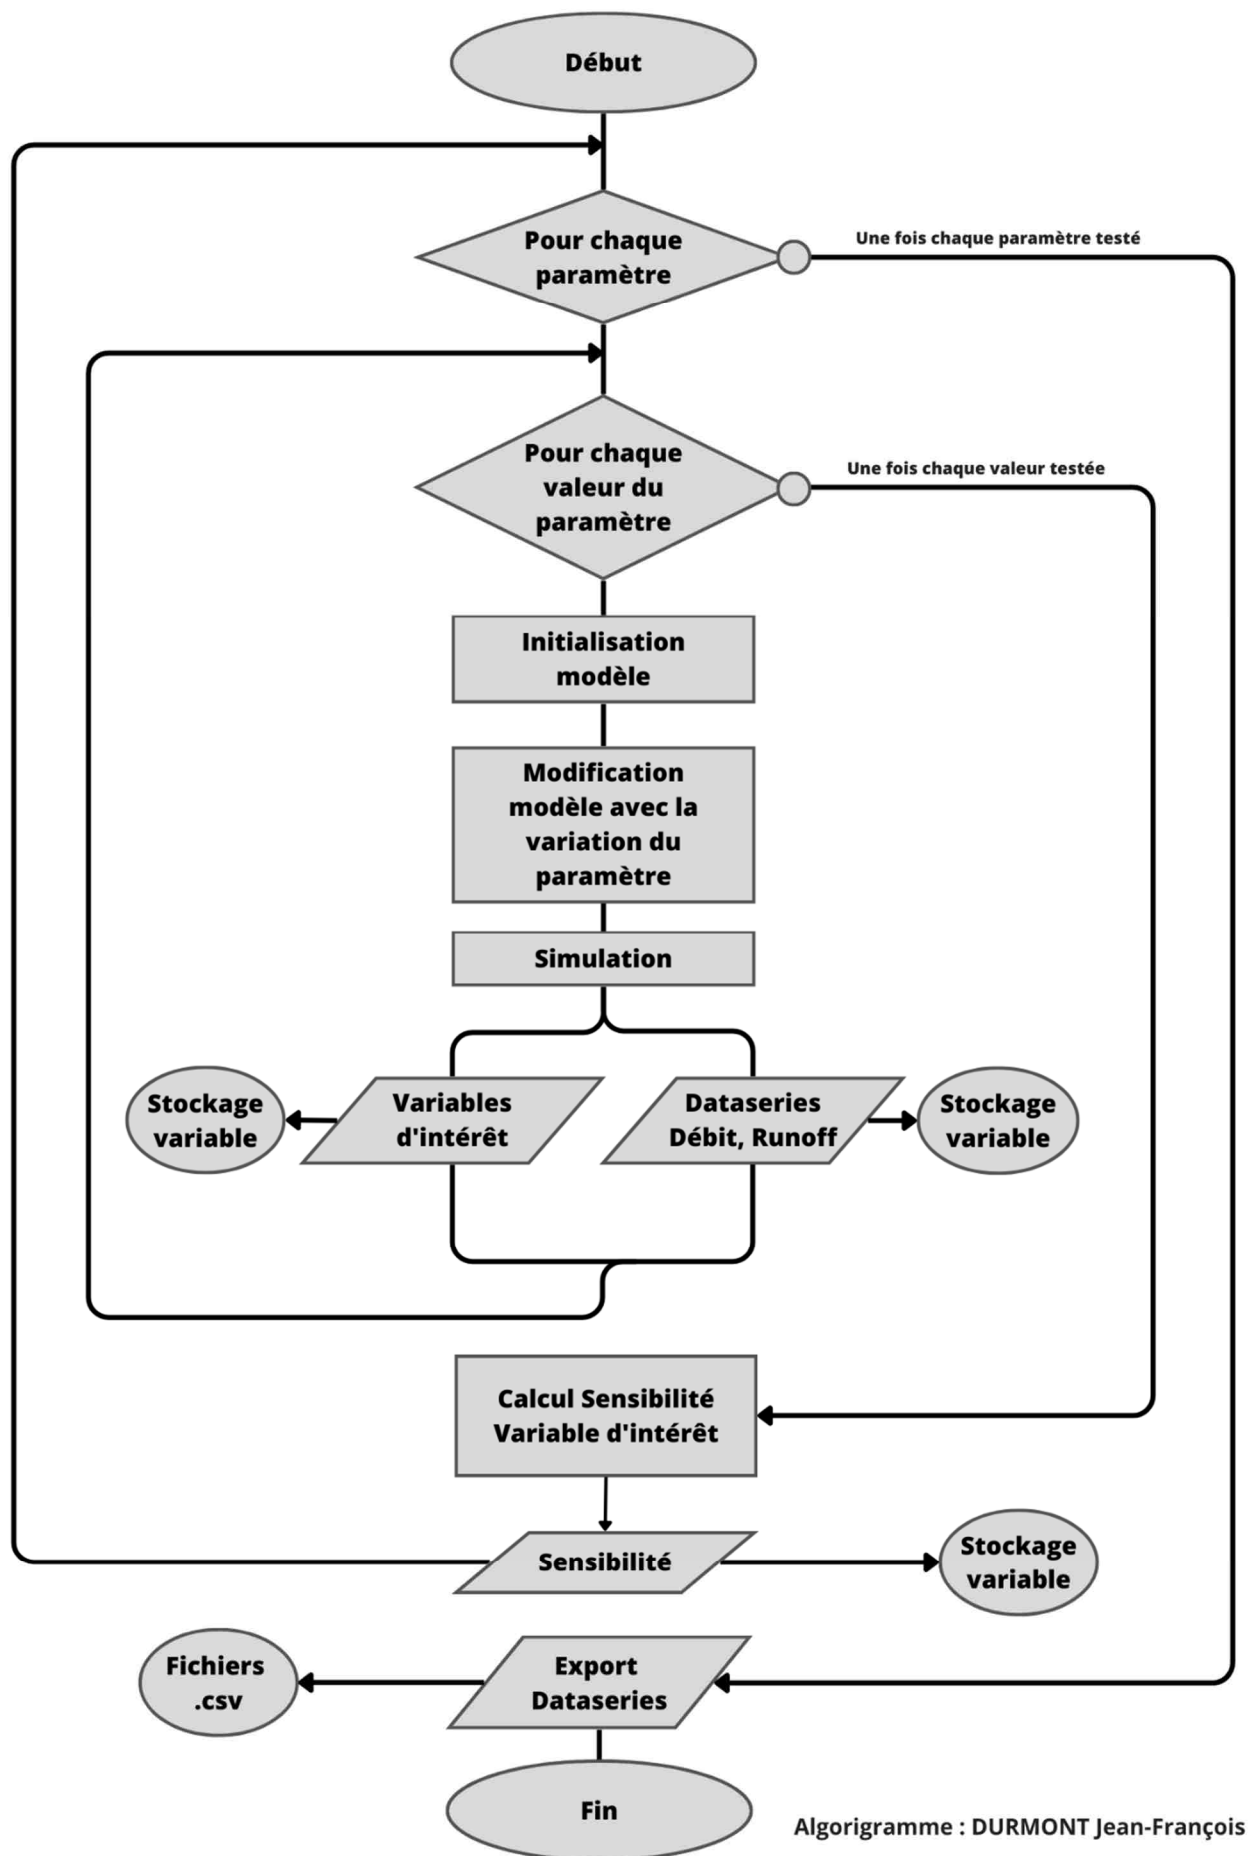 Début
Pour chaque
paramètre
Une fois chaque paramètre testé
Pour chaque
valeur du
paramètre
Une fois chaque valeur testée
Initialisation
modèle
Modification
modèle avec la
variation du
paramètre
Simulation
Stockage
variable
Variables
d'intérêt
Dataseries
Débit, Runoff
Stockage
variable
Calcul Sensibilité
Variable d'intérêt
Sensibilité
Stockage
variable
Fichiers
.csv
Export
Dataseries
Fin
Algorigramme : DURMONT Jean-François